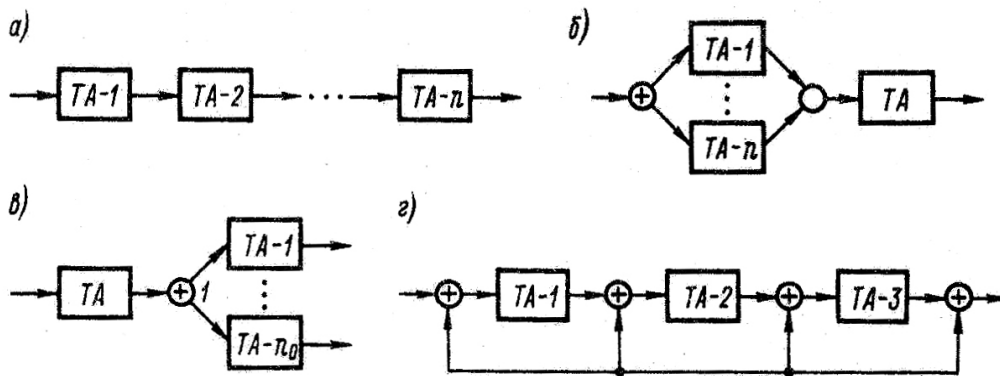 а)
ТА-1 ТА-2 ... ТА-n
б)
+
ТА-1
⋮
ТА-n
ТА
в)
ТА
+
1
ТА-1
⋮
ТА-n₀
г)
+ ТА-1 + ТА-2 + ТА-3 +